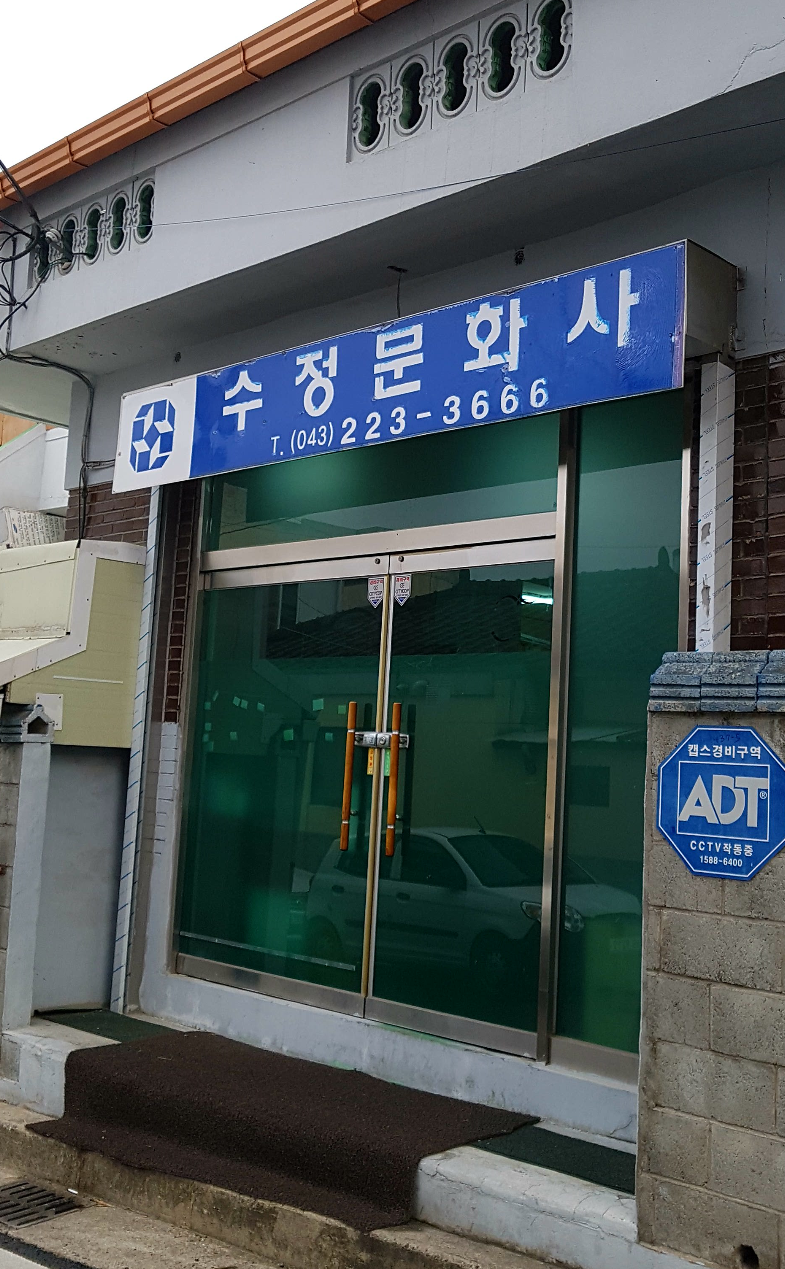 수정문화사
T. (043) 223-3666
캡스경비구역
ADT®
CCTV작동중
1588-6400